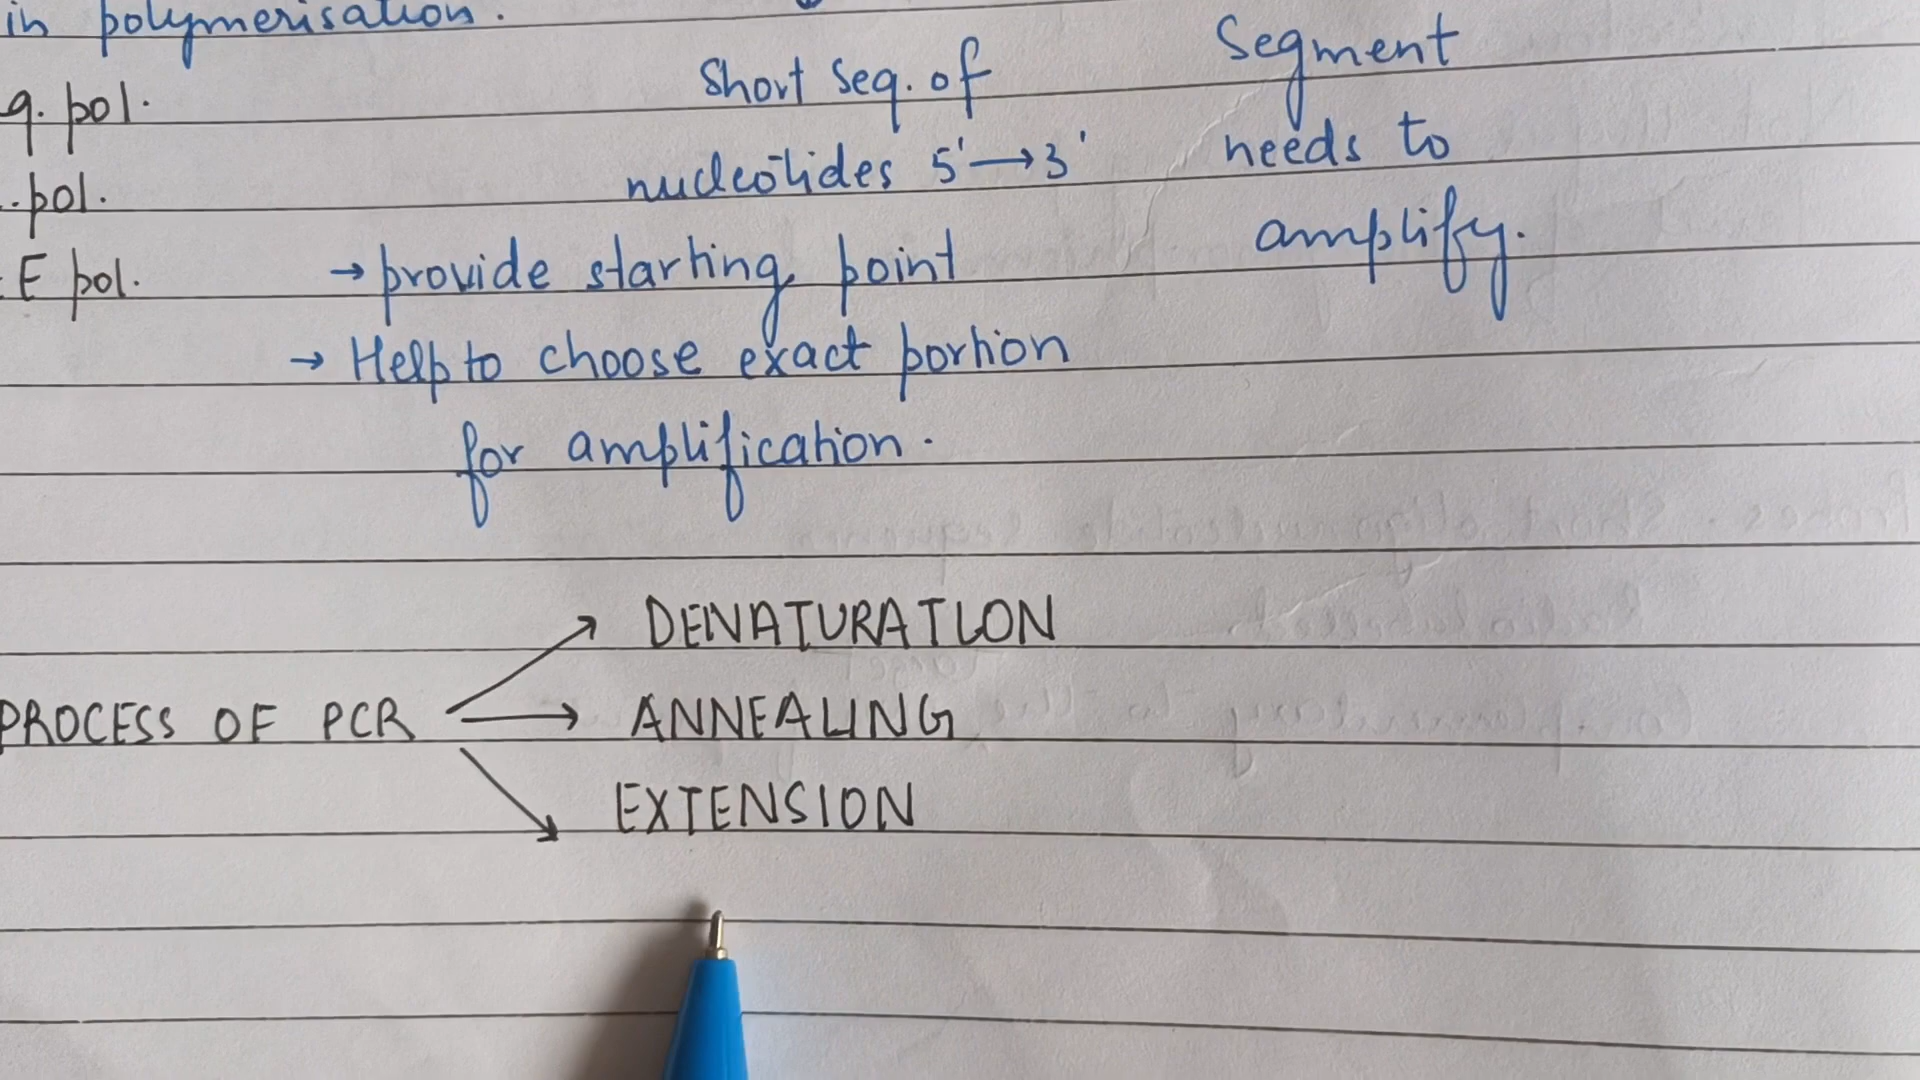 in polymerisation.
q. pol.
.pol.
E pol.
Short seq. of
nucleotides 5'→3'
→ provide starting point
→ Help to choose exact portion
for amplification.
Segment
needs to
amplify.
PROCESS OF PCR
→ DENATURATION
→ ANNEALING
→ EXTENSION